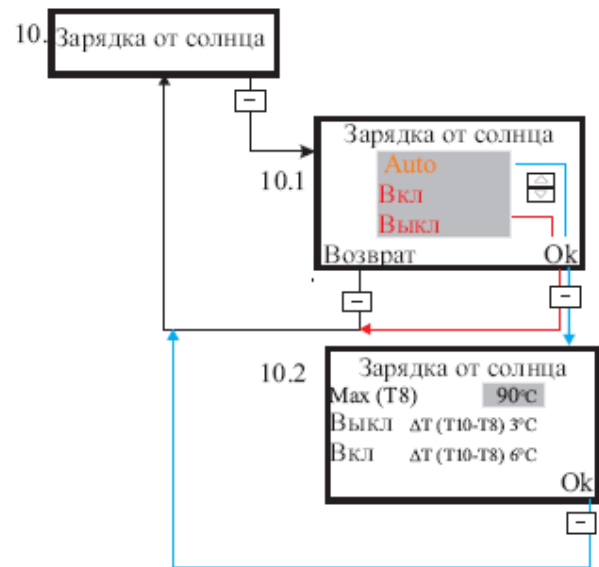 10. Зарядка от солнца
10.1
Зарядка от солнца
Auto
Вкл
Выкл
Возврат Ok
10.2
Зарядка от солнца
Max (T8) 90°C
Выкл ΔT (T10-T8) 3°C
Вкл ΔT (T10-T8) 6°C
Ok